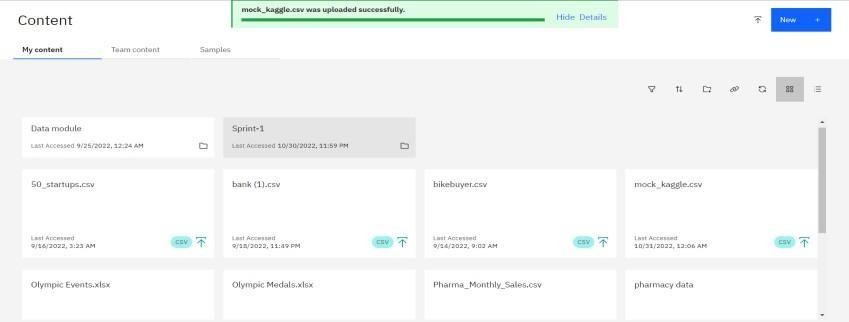 mock_kaggle.csv was uploaded successfully.
Hide Details
Content
New +
My content
Team content
Samples
Data module
Last Accessed 9/25/2022, 12:24 AM
Sprint-1
Last Accessed 10/30/2022, 11:59 PM
50_startups.csv
Last Accessed
9/16/2022, 3:23 AM
CSV
bank (1).csv
Last Accessed
9/18/2022, 11:49 PM
CSV
bikebuyer.csv
Last Accessed
9/14/2022, 9:02 AM
CSV
mock_kaggle.csv
Last Accessed
10/31/2022, 12:06 AM
CSV
Olympic Events.xlsx
Olympic Medals.xlsx
Pharma_Monthly_Sales.csv
pharmacy data